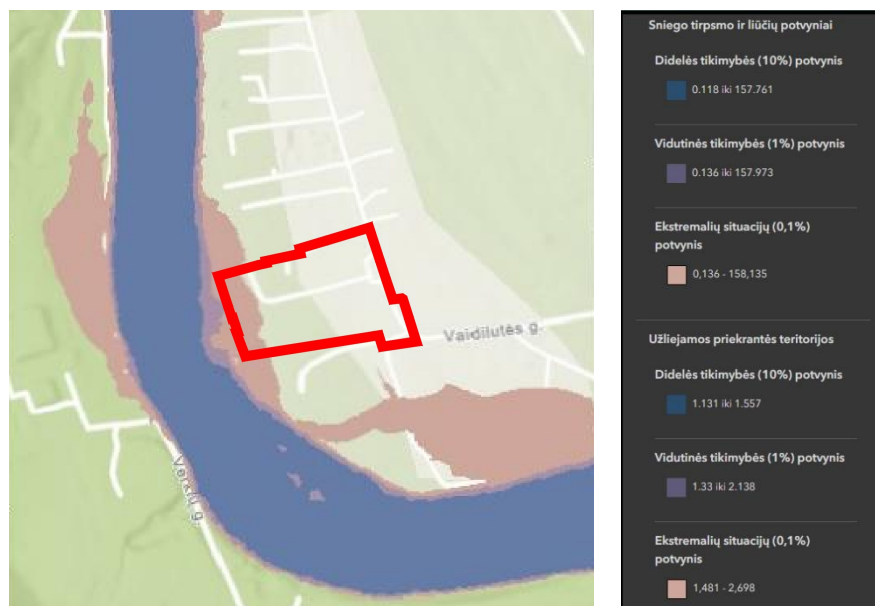 Vaidilutės g.
Verkių g.
Sniego tirpsmo ir liūčių potvyniai
Didelės tikimybės (10%) potvynis
0.118 iki 157.761
Vidutinės tikimybės (1%) potvynis
0.136 iki 157.973
Ekstremalių situacijų (0,1%)
potvynis
0,136 - 158,135
Užliejamos priekrantės teritorijos
Didelės tikimybės (10%) potvynis
1.131 iki 1.557
Vidutinės tikimybės (1%) potvynis
1.33 iki 2.138
Ekstremalių situacijų (0,1%)
potvynis
1,481 - 2,698